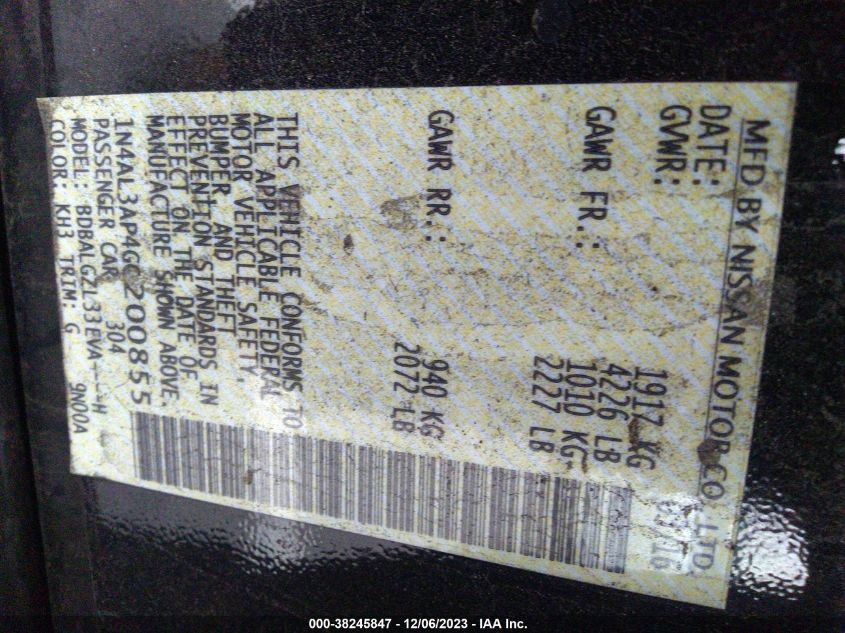 MFD BY NISSAN MOTOR CO., LTD.
DATE: /16
GVWR: 1917 KG
4226 LB
GAWR FR.: 1010 KG
2227 LB
GAWR RR.: 940 KG
2072 LB
THIS VEHICLE CONFORMS TO
ALL APPLICABLE FEDERAL
MOTOR VEHICLE SAFETY,
BUMPER, AND THEFT
PREVENTION STANDARDS IN
EFFECT ON THE DATE OF
MANUFACTURE SHOWN ABOVE.
1N4AL3AP4GC200855
PASSENGER CAR 304
MODEL: BDBALGZL33EVA----H
COLOR: KH3 TRIM: G 9N00A
000-38245847 - 12/06/2023 - IAA Inc.